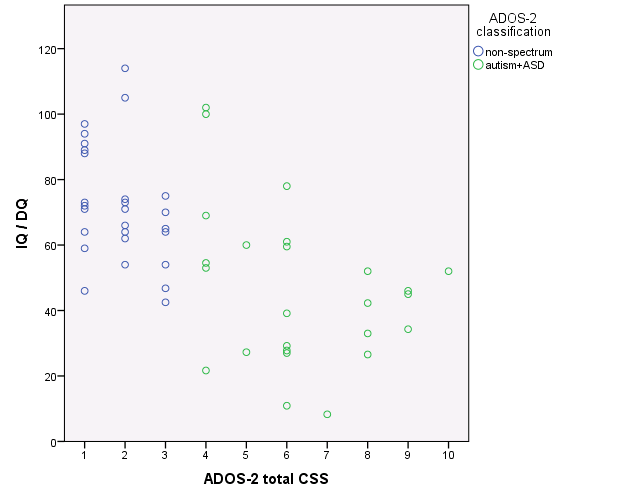 ADOS-2
classification
non-spectrum
autism+ASD
120
100
80
60
40
20
0
IQ / DQ
1 2 3 4 5 6 7 8 9 10
ADOS-2 total CSS